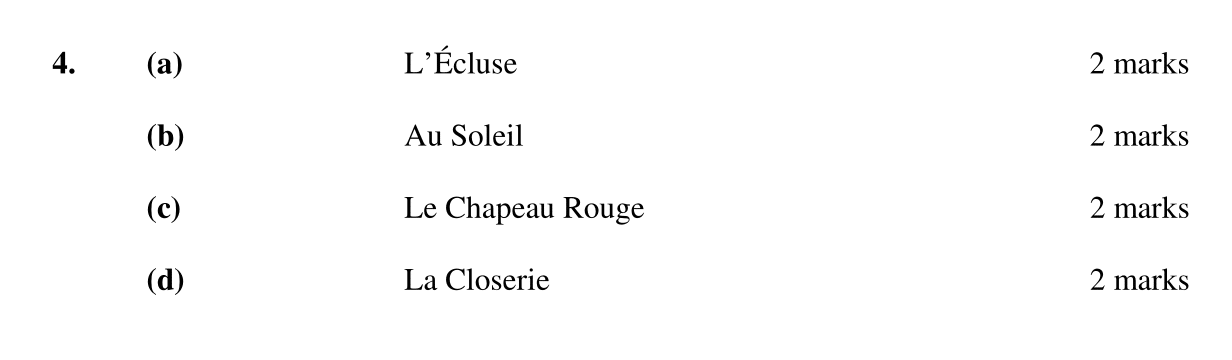 4. (a) L’Écluse 2 marks
(b) Au Soleil 2 marks
(c) Le Chapeau Rouge 2 marks
(d) La Closerie 2 marks